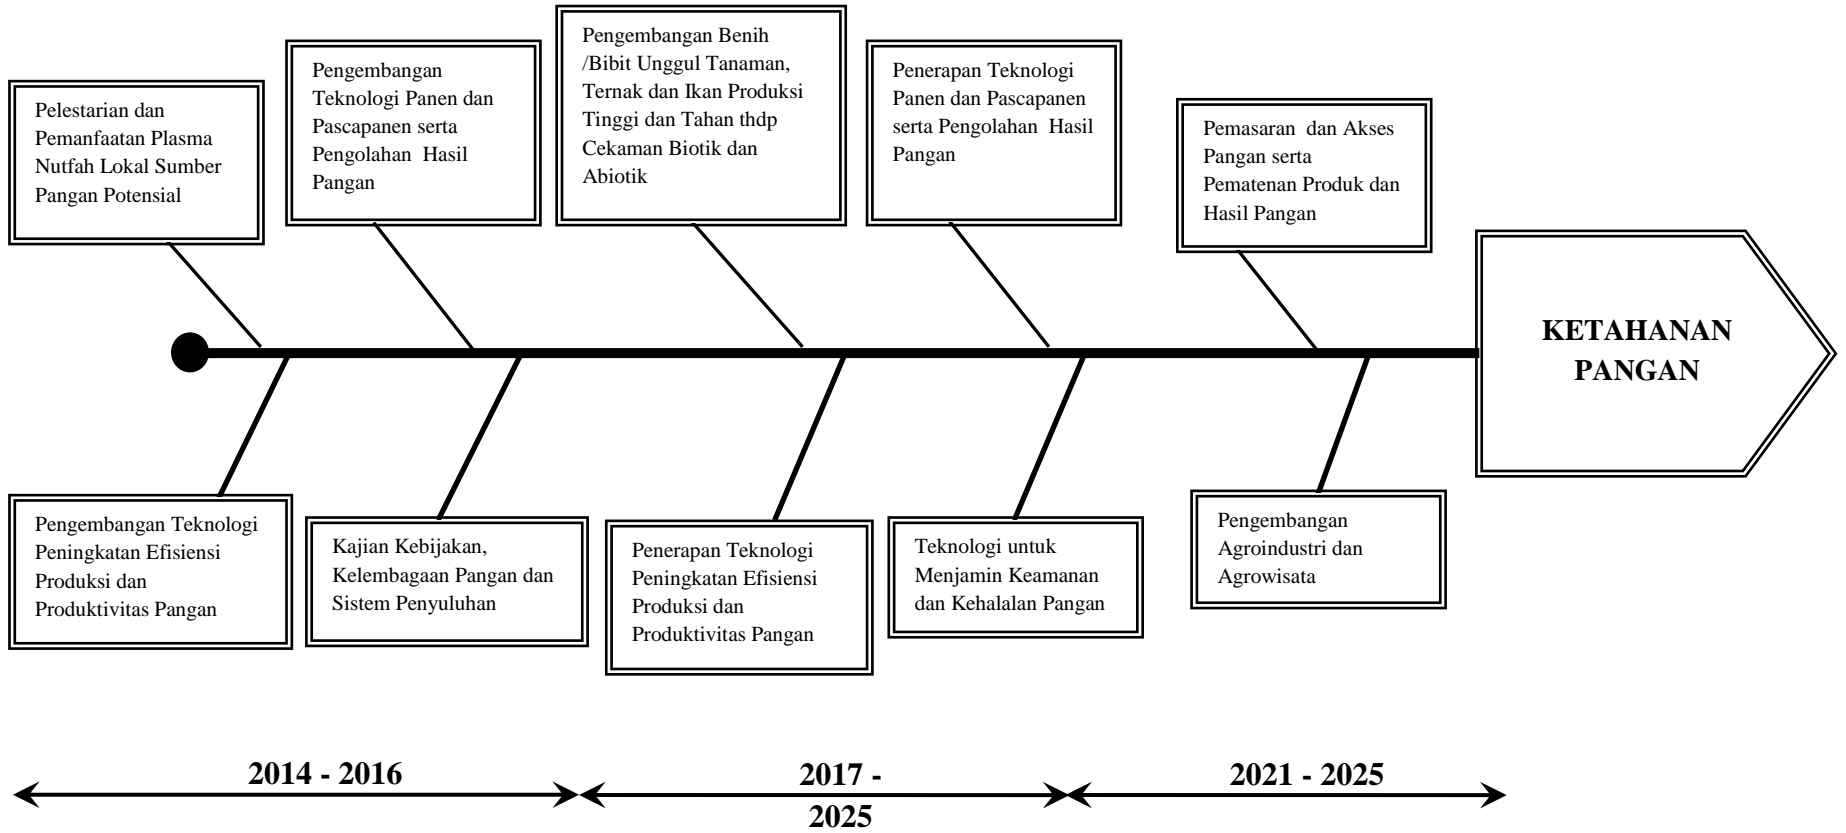 Pelestarian dan
Pemanfaatan Plasma
Nutfah Lokal Sumber
Pangan Potensial
Pengembangan
Teknologi Panen dan
Pascapanen serta
Pengolahan Hasil
Pangan
Pengembangan Benih
/Bibit Unggul Tanaman,
Ternak dan Ikan Produksi
Tinggi dan Tahan thdp
Cekaman Biotik dan
Abiotik
Penerapan Teknologi
Panen dan Pascapanen
serta Pengolahan Hasil
Pangan
Pemasaran dan Akses
Pangan serta
Pematenan Produk dan
Hasil Pangan
KETAHANAN
PANGAN
Pengembangan Teknologi
Peningkatan Efisiensi
Produksi dan
Produktivitas Pangan
Kajian Kebijakan,
Kelembagaan Pangan dan
Sistem Penyuluhan
Penerapan Teknologi
Peningkatan Efisiensi
Produksi dan
Produktivitas Pangan
Teknologi untuk
Menjamin Keamanan
dan Kehalalan Pangan
Pengembangan
Agroindustri dan
Agrowisata
2014 - 2016
2017 -
2025
2021 - 2025